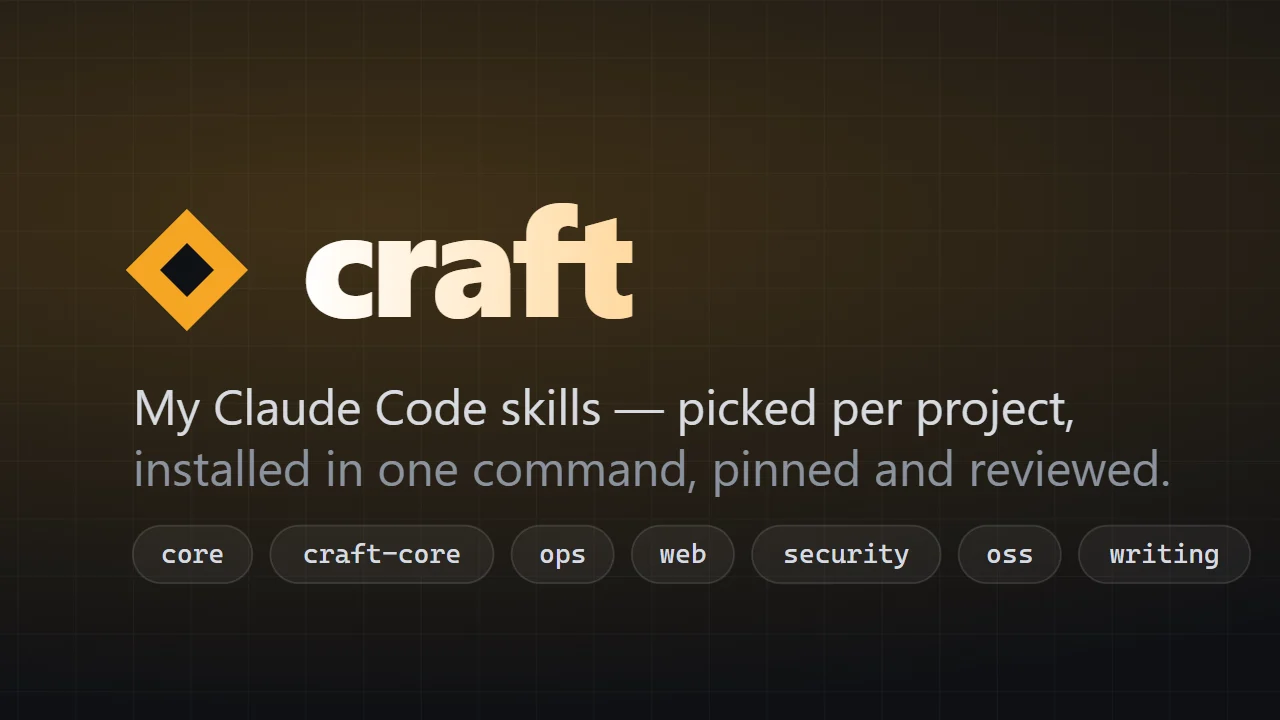 craft
My Claude Code skills — picked per project,
installed in one command, pinned and reviewed.
core craft-core ops web security oss writing